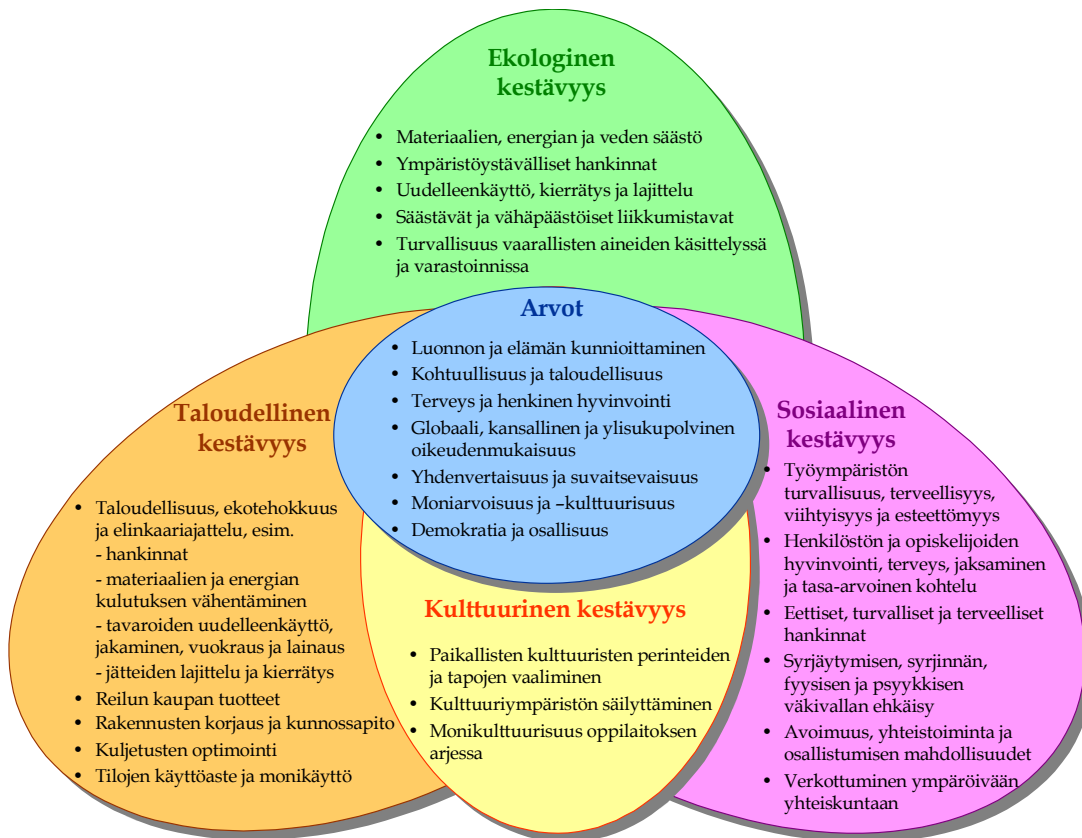 Ekologinen
kestävyys
• Materiaalien, energian ja veden säästö
• Ympäristöystävälliset hankinnat
• Uudelleenkäyttö, kierrätys ja lajittelu
• Säästävät ja vähäpäästöiset liikkumistavat
• Turvallisuus vaarallisten aineiden käsittelyssä
ja varastoinnissa
Arvot
• Luonnon ja elämän kunnioittaminen
• Kohtuullisuus ja taloudellisuus
• Terveys ja henkinen hyvinvointi
• Globaali, kansallinen ja ylisukupolvinen
oikeudenmukaisuus
• Yhdenvertaisuus ja suvaitsevaisuus
• Moniarvoisuus ja –kulttuurisuus
• Demokratia ja osallisuus
Taloudellinen
kestävyys
• Taloudellisuus, ekotehokkuus
ja elinkaariajattelu, esim.
- hankinnat
- materiaalien ja energian
kulutuksen vähentäminen
- tavaroiden uudelleenkäyttö,
jakaminen, vuokraus ja lainaus
- jätteiden lajittelu ja kierrätys
• Reilun kaupan tuotteet
• Rakennusten korjaus ja kunnossapito
• Kuljetusten optimointi
• Tilojen käyttöaste ja monikäyttö
Kulttuurinen kestävyys
• Paikallisten kulttuuristen perinteiden
ja tapojen vaaliminen
• Kulttuuriympäristön säilyttäminen
• Monikulttuurisuus oppilaitoksen
arjessa
Sosiaalinen
kestävyys
• Työympäristön
turvallisuus, terveellisyys,
viihtyisyys ja esteettömyys
• Henkilöstön ja opiskelijoiden
hyvinvointi, terveys, jaksaminen
ja tasa-arvoinen kohtelu
• Eettiset, turvalliset ja terveelliset
hankinnat
• Syrjäytymisen, syrjinnän,
fyysisen ja psyykkisen
väkivallan ehkäisy
• Avoimuus, yhteistoiminta ja
osallistumisen mahdollisuudet
• Verkottuminen ympäröivään
yhteiskuntaan